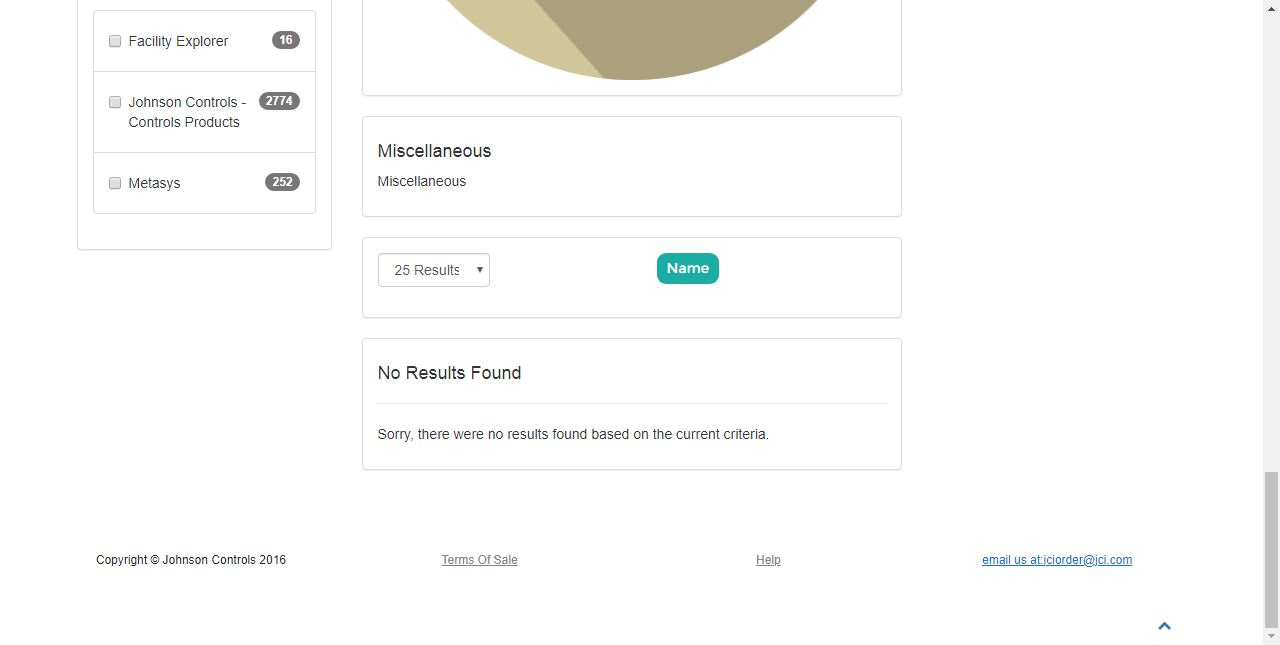 Facility Explorer 16
Johnson Controls - 2774
Controls Products
Metasys 252
Miscellaneous
Miscellaneous
25 Results Name
No Results Found
Sorry, there were no results found based on the current criteria.
Copyright © Johnson Controls 2016 Terms Of Sale Help email us at:jciorder@jci.com